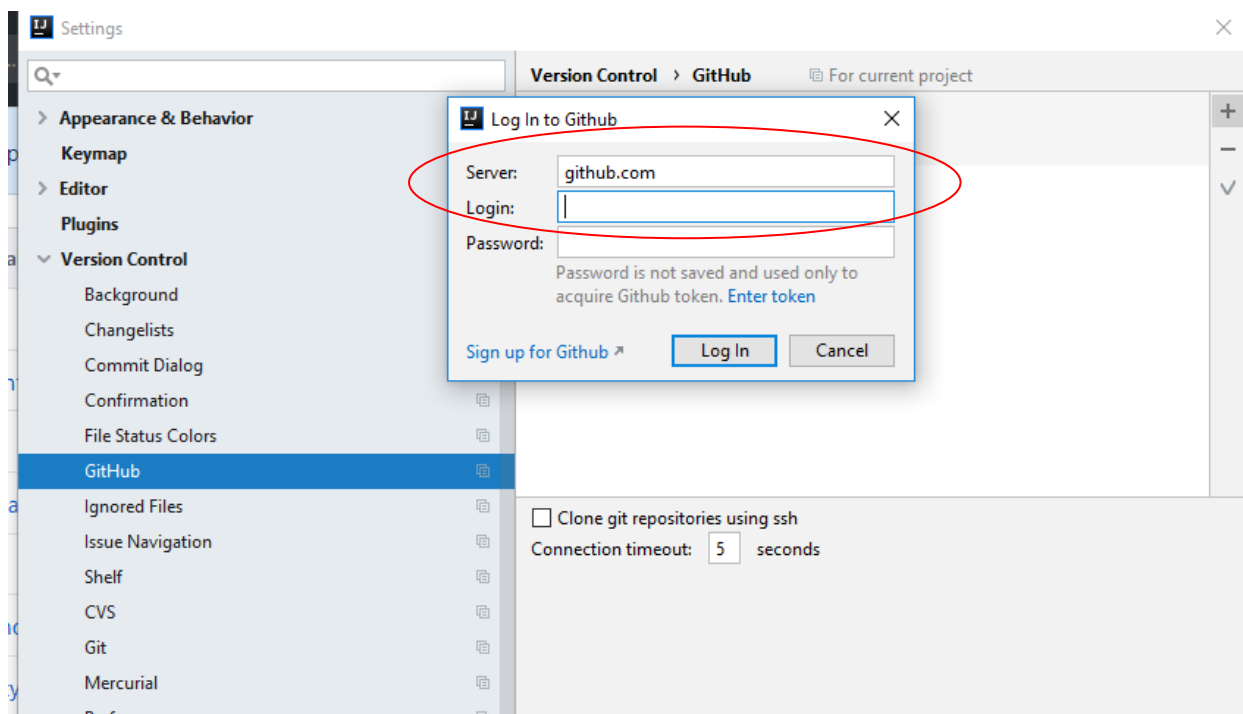 Settings
Version Control > GitHub For current project
Appearance & Behavior
Keymap
Editor
Plugins
Version Control
Background
Changelists
Commit Dialog
Confirmation
File Status Colors
GitHub
Ignored Files
Issue Navigation
Shelf
CVS
Git
Mercurial
Log In to Github
Server: github.com
Login:
Password:
Password is not saved and used only to
acquire Github token. Enter token
Sign up for Github Log In Cancel
Clone git repositories using ssh
Connection timeout: 5 seconds